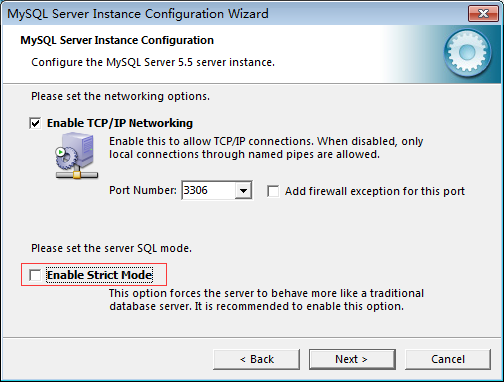 MySQL Server Instance Configuration Wizard
MySQL Server Instance Configuration
Configure the MySQL Server 5.5 server instance.
Please set the networking options.
Enable TCP/IP Networking
Enable this to allow TCP/IP connections. When disabled, only
local connections through named pipes are allowed.
Port Number: 3306 Add firewall exception for this port
Please set the server SQL mode.
Enable Strict Mode
This option forces the server to behave more like a traditional
database server. It is recommended to enable this option.
< Back Next > Cancel